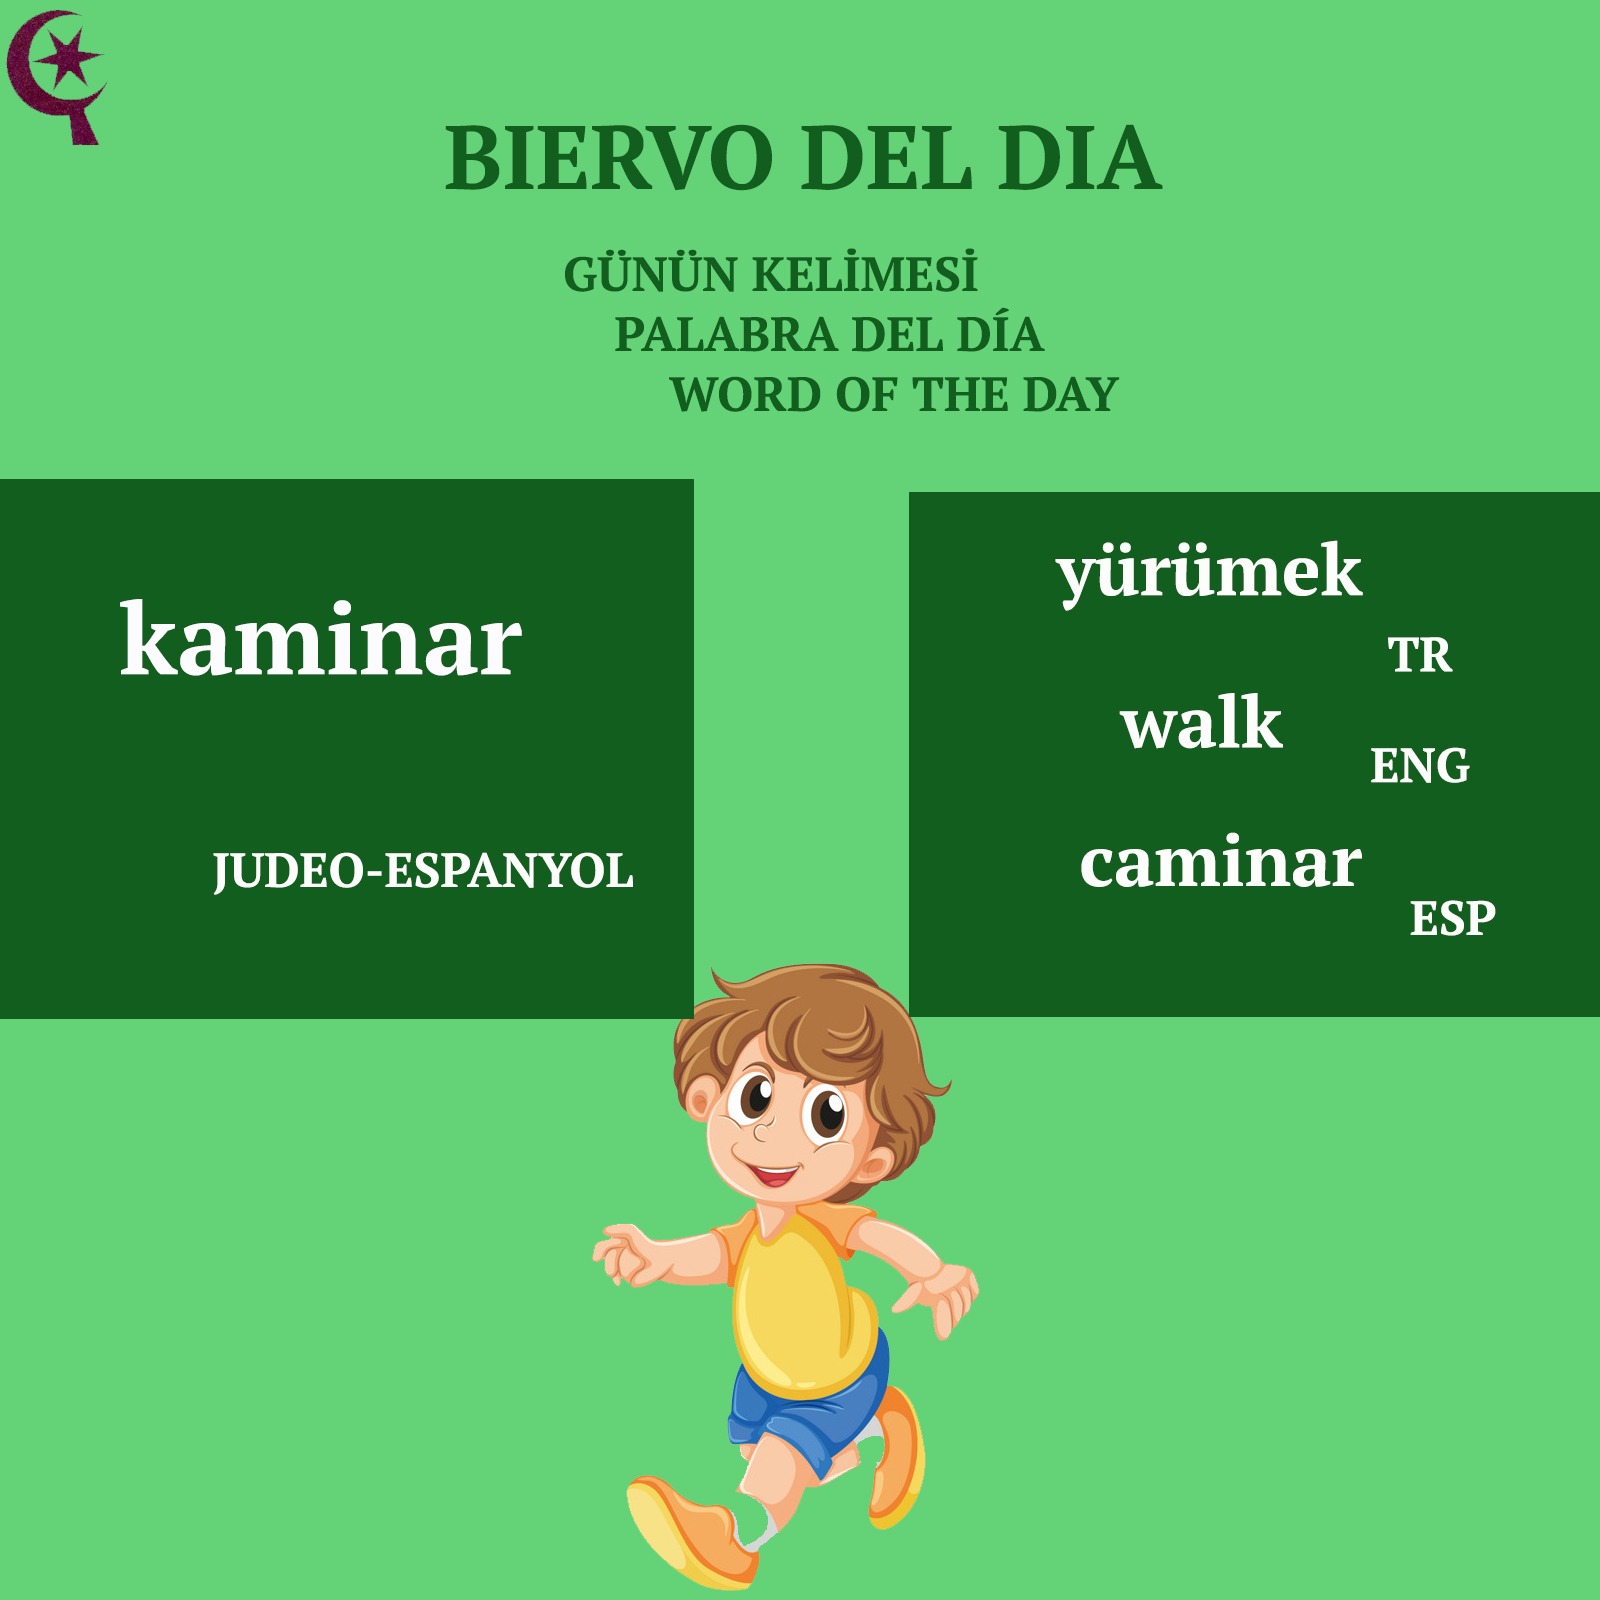 BIERVO DEL DIA
GÜNÜN KELİMESİ
PALABRA DEL DÍA
WORD OF THE DAY
kaminar
JUDEO-ESPANYOL
yürümek
TR
walk
ENG
caminar
ESP